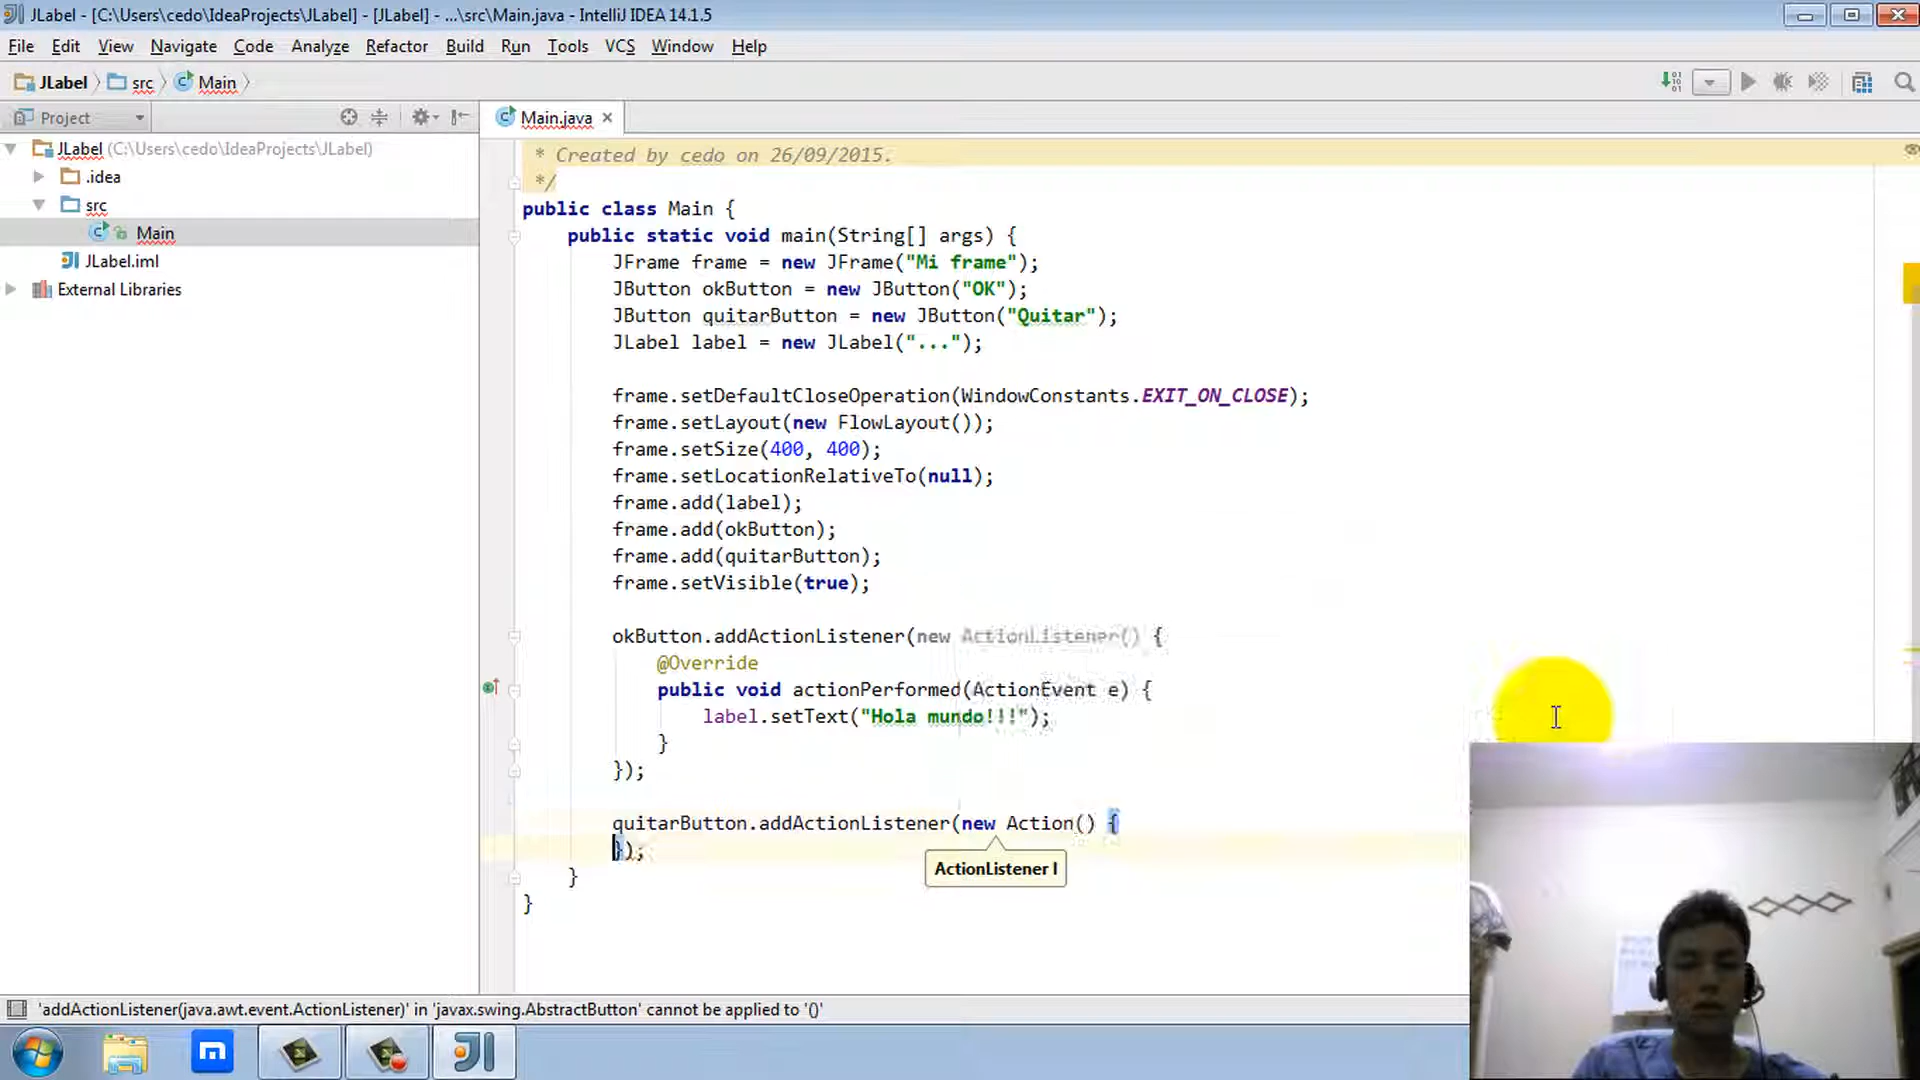 JLabel - [C:\Users\cedo\IdeaProjects\JLabel] - [JLabel] - ...\src\Main.java - IntelliJ IDEA 14.1.5
File Edit View Navigate Code Analyze Refactor Build Run Tools VCS Window Help
JLabel src Main
Project
Main.java
JLabel (C:\Users\cedo\IdeaProjects\JLabel)
.idea
src
Main
JLabel.iml
External Libraries
* Created by cedo on 26/09/2015.
*/
public class Main {
public static void main(String[] args) {
JFrame frame = new JFrame("Mi frame");
JButton okButton = new JButton("OK");
JButton quitarButton = new JButton("Quitar");
JLabel label = new JLabel("...");
frame.setDefaultCloseOperation(WindowConstants.EXIT_ON_CLOSE);
frame.setLayout(new FlowLayout());
frame.setSize(400, 400);
frame.setLocationRelativeTo(null);
frame.add(label);
frame.add(okButton);
frame.add(quitarButton);
frame.setVisible(true);
okButton.addActionListener(new ActionListener() {
@Override
public void actionPerformed(ActionEvent e) {
label.setText("Hola mundo!!!");
}
});
quitarButton.addActionListener(new Action() {
});
ActionListener l
}
}
'addActionListener(java.awt.event.ActionListener)' in 'javax.swing.AbstractButton' cannot be applied to '()'